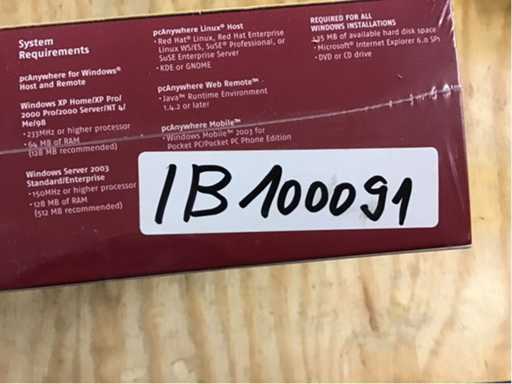 System
Requirements
pcAnywhere for Windows®
Host and Remote
Windows XP Home/XP Pro/
2000 Pro/2000 Server/NT 4/
Me/98
• 233MHz or higher processor
• 64 MB of RAM
(128 MB recommended)
Windows Server 2003
Standard/Enterprise
• 150MHz or higher processor
• 128 MB of RAM
(512 MB recommended)
pcAnywhere Linux® Host
• Red Hat® Linux, Red Hat Enterprise
Linux WS/ES, SuSE® Professional, or
SuSE Enterprise Server
• KDE or GNOME
pcAnywhere Web Remote™
• Java™ Runtime Environment
1.4.2 or later
pcAnywhere Mobile™
• Windows Mobile™ 2003 for
Pocket PC/Pocket PC Phone Edition
REQUIRED FOR ALL
WINDOWS INSTALLATIONS
MB of available hard disk space
• Microsoft® Internet Explorer 6.0 SP1
• DVD or CD drive
IB100091